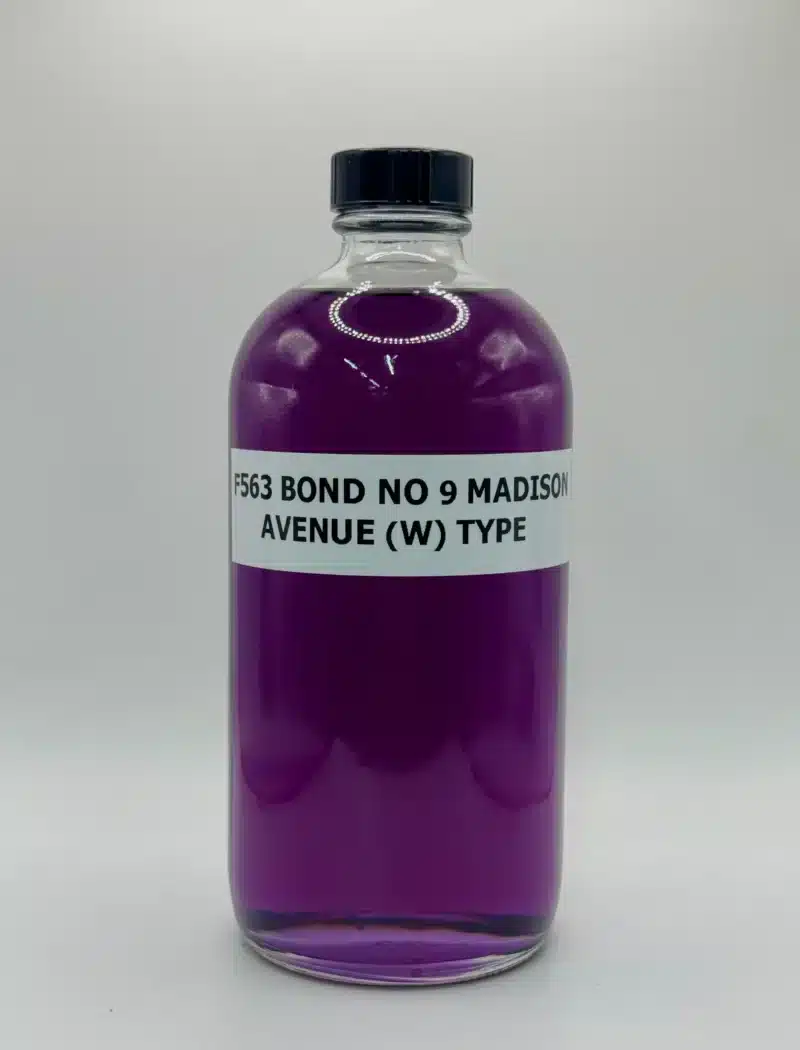 F563 BOND NO 9 MADISON
AVENUE (W) TYPE